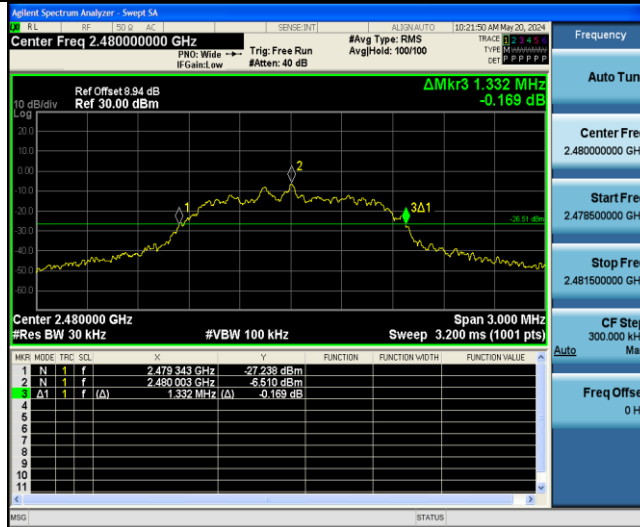 Agilent Spectrum Analyzer - Swept SA
RL RF 50 Ω AC SENSE:INT ALIGN AUTO 10:21:50 AM May 20, 2024
Center Freq 2.480000000 GHz
PNO: Wide
IFGain:Low
Trig: Free Run
#Atten: 40 dB
#Avg Type: RMS
Avg|Hold: 100/100
TRACE 1 2 3 4 5 6
TYPE M WWWWW
DET P P P P P P
10 dB/div
Log
Ref Offset 8.94 dB
Ref 30.00 dBm
ΔMkr3 1.332 MHz
-0.169 dB
20.0
10.0
0.00
-10.0
-20.0
-30.0
-40.0
-50.0
-60.0
1
2
3Δ1
-26.51 dBm
Center 2.480000 GHz
Span 3.000 MHz
#Res BW 30 kHz
#VBW 100 kHz
Sweep 3.200 ms (1001 pts)
MKR MODE TRC SCL X Y FUNCTION FUNCTION WIDTH FUNCTION VALUE
1 N 1 f 2.479 343 GHz -27.238 dBm
2 N 1 f 2.480 003 GHz -6.510 dBm
3 Δ1 1 f (Δ) 1.332 MHz (Δ) -0.169 dB
4
5
6
7
8
9
10
11
MSG STATUS
Frequency
Auto Tun
Center Fre
2.480000000 GH
Start Fre
2.478500000 GH
Stop Fre
2.481500000 GH
CF Ste
300.000 kH
Auto Ma
Freq Offse
0 H